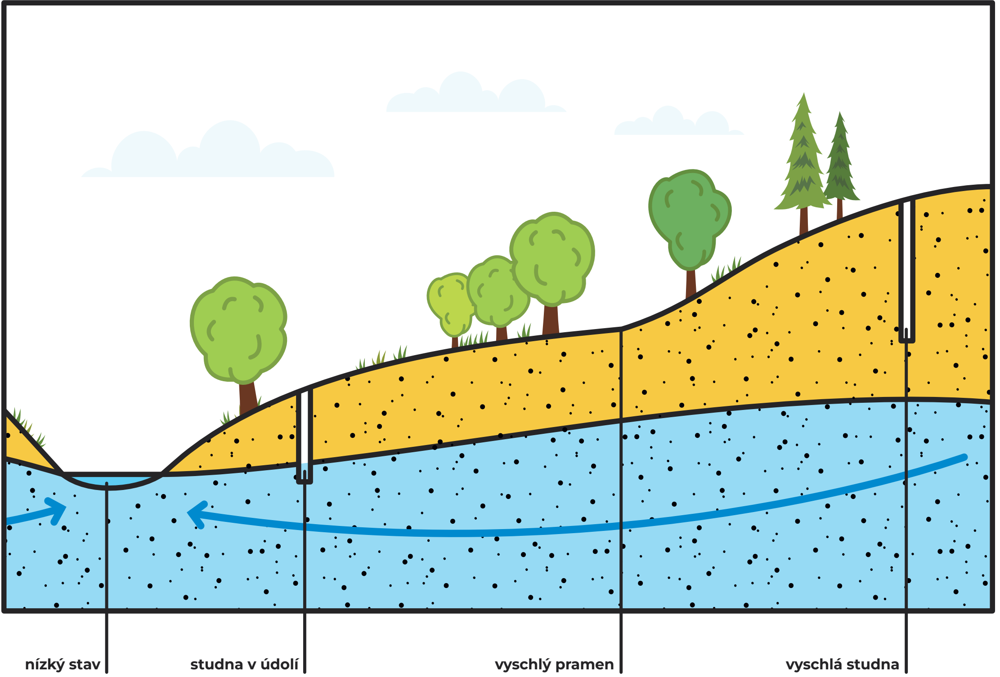 nízký stav
studna v údolí
vyschlý pramen
vyschlá studna